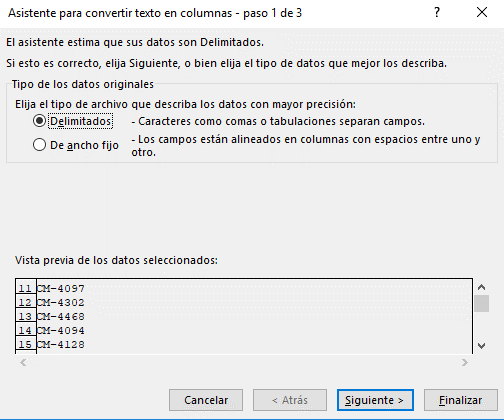 Asistente para convertir texto en columnas - paso 1 de 3
El asistente estima que sus datos son Delimitados.
Si esto es correcto, elija Siguiente, o bien elija el tipo de datos que mejor los describa.
Tipo de los datos originales
Elija el tipo de archivo que describa los datos con mayor precisión:
Delimitados - Caracteres como comas o tabulaciones separan campos.
De ancho fijo - Los campos están alineados en columnas con espacios entre uno y
otro.
Vista previa de los datos seleccionados:
11 CM-4097
12 CM-4302
13 CM-4468
14 CM-4094
15 CM-4128
Cancelar < Atrás Siguiente > Finalizar